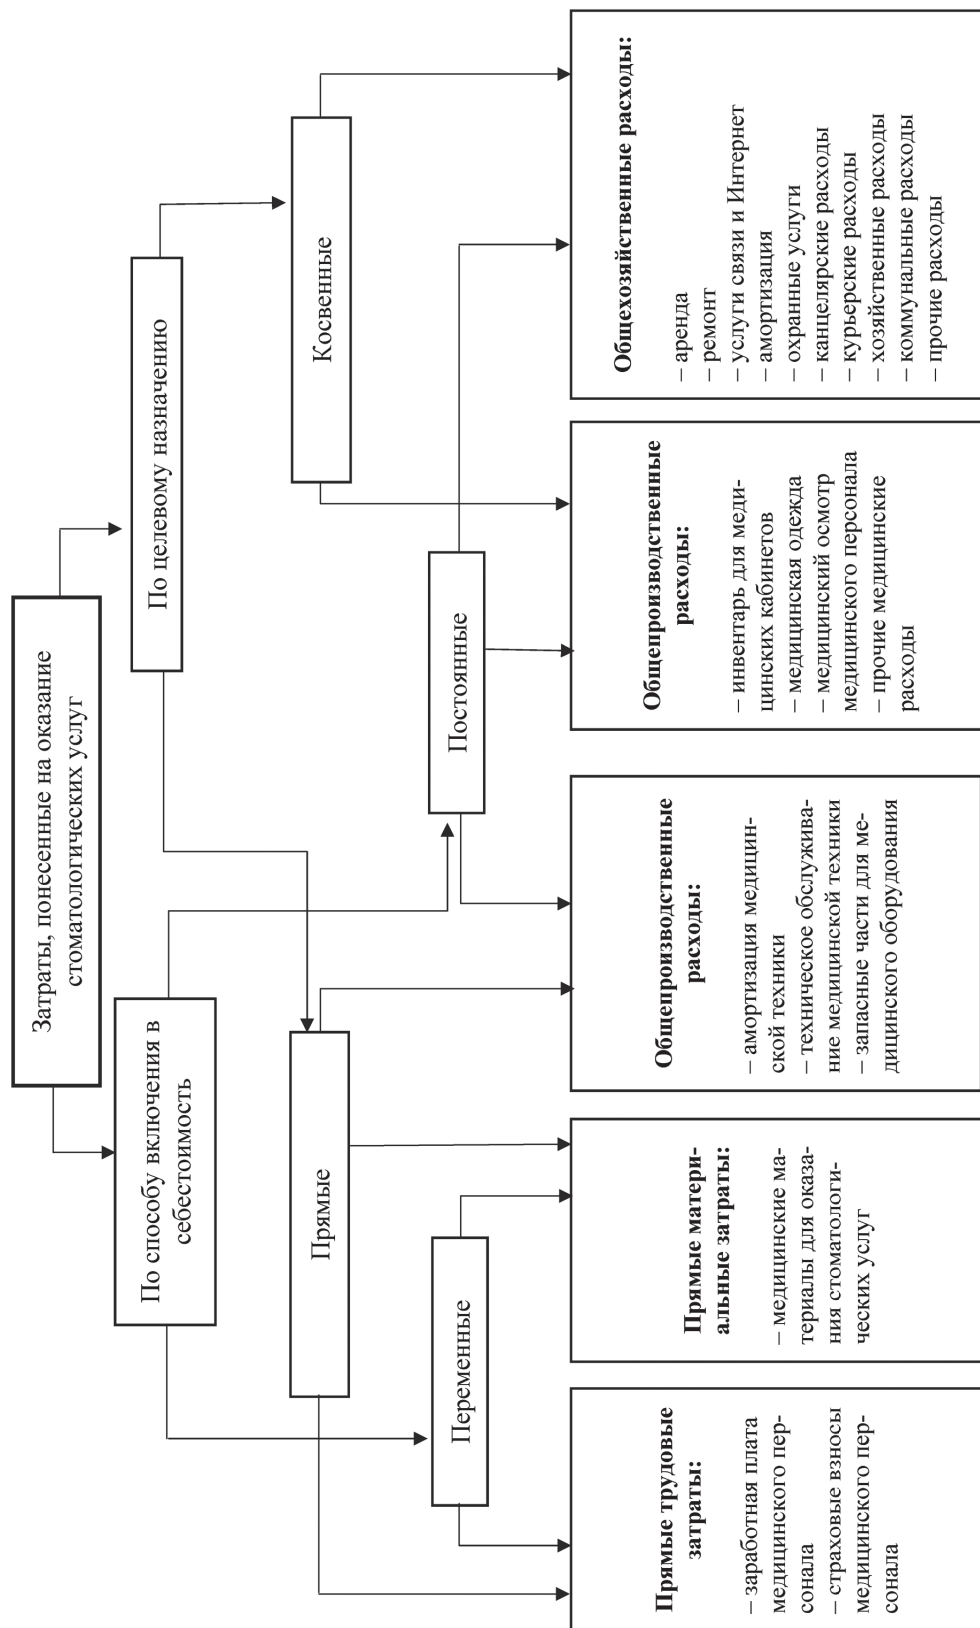 Затраты, понесенные на оказание
стоматологических услуг
По способу включения в
себестоимость
По целевому назначению
Прямые
Косвенные
Переменные
Постоянные
Прямые трудовые
затраты:
– заработная плата
медицинского пер-
сонала
– страховые взносы
медицинского пер-
сонала
Прямые матери-
альные затраты:
– медицинские ма-
териалы для оказа-
ния стоматологи-
ческих услуг
Общепроизводственные
расходы:
– амортизация медицин-
ской техники
– техническое обслужива-
ние медицинской техники
– запасные части для ме-
дицинского оборудования
Общепроизводственные
расходы:
– инвентарь для меди-
цинских кабинетов
– медицинская одежда
– медицинский осмотр
медицинского персонала
– прочие медицинские
расходы
Общехозяйственные расходы:
– аренда
– ремонт
– услуги связи и Интернет
– амортизация
– охранные услуги
– канцелярские расходы
– курьерские расходы
– хозяйственные расходы
– коммунальные расходы
– прочие расходы